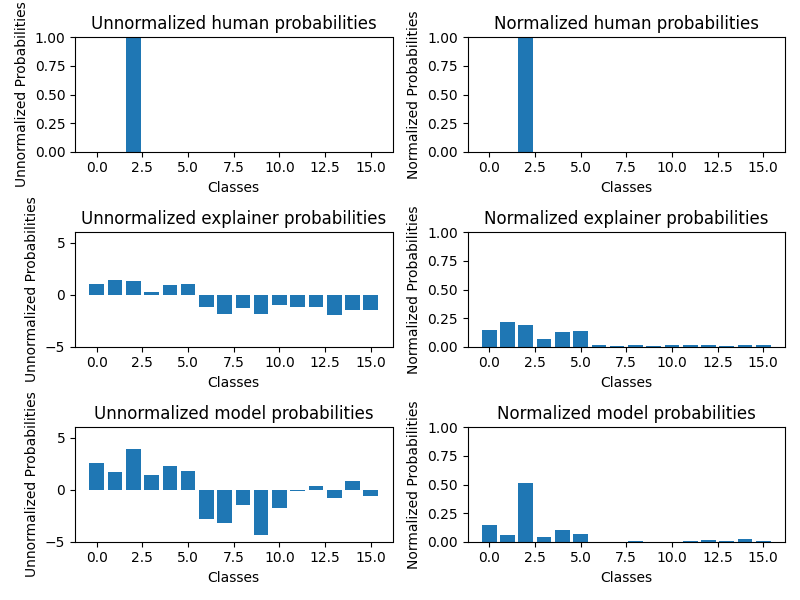 Unnormalized human probabilities
Unnormalized Probabilities
1.00
0.75
0.50
0.25
0.00
0.0 2.5 5.0 7.5 10.0 12.5 15.0
Classes
Normalized human probabilities
Normalized Probabilities
1.00
0.75
0.50
0.25
0.00
0.0 2.5 5.0 7.5 10.0 12.5 15.0
Classes
Unnormalized explainer probabilities
Unnormalized Probabilities
5
0
−5
0.0 2.5 5.0 7.5 10.0 12.5 15.0
Classes
Normalized explainer probabilities
Normalized Probabilities
1.00
0.75
0.50
0.25
0.00
0.0 2.5 5.0 7.5 10.0 12.5 15.0
Classes
Unnormalized model probabilities
Unnormalized Probabilities
5
0
−5
0.0 2.5 5.0 7.5 10.0 12.5 15.0
Classes
Normalized model probabilities
Normalized Probabilities
1.00
0.75
0.50
0.25
0.00
0.0 2.5 5.0 7.5 10.0 12.5 15.0
Classes